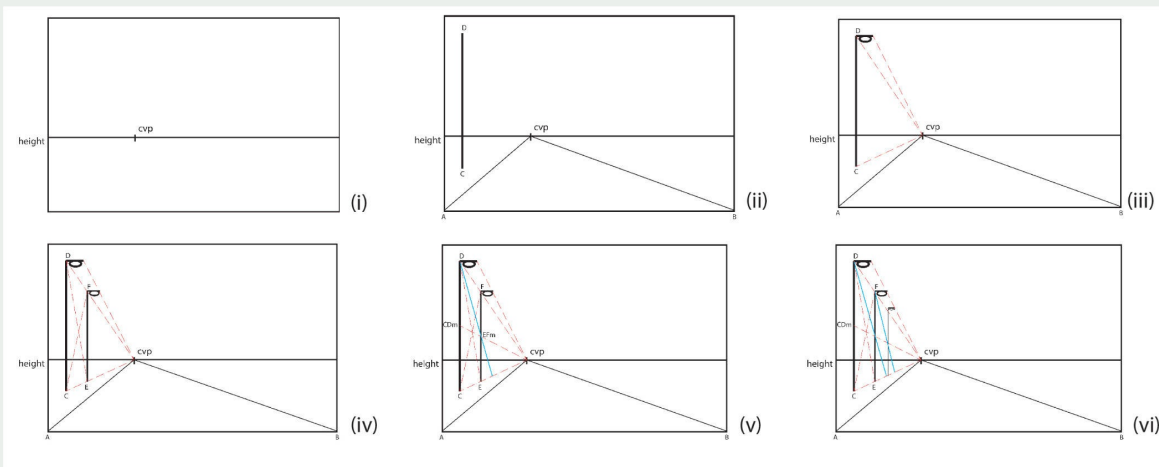 cvp
height
(i)
D
cvp
height
C
A
B
(ii)
D
cvp
height
C
A
B
(iii)
D
F
cvp
height
C
E
A
B
(iv)
D
F
CDm
EFm
cvp
height
C
E
A
B
(v)
D
F
CDm
cvp
height
C
E
A
B
(vi)